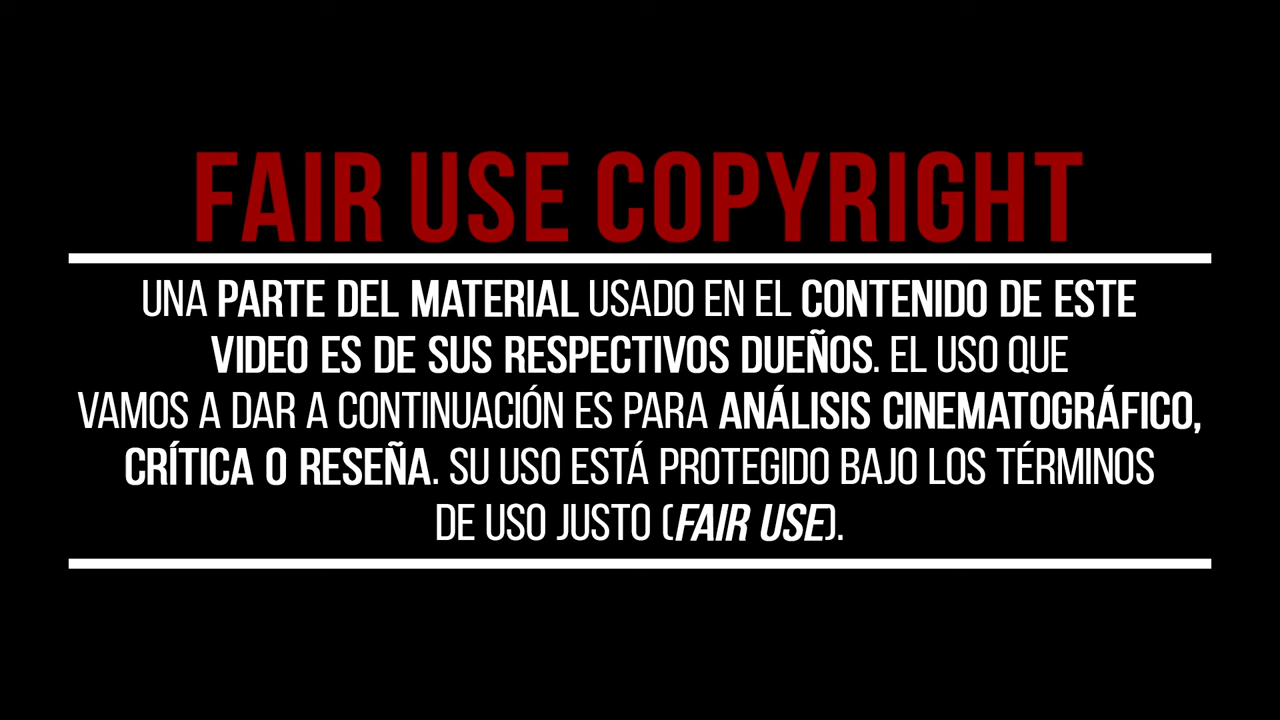 FAIR USE COPYRIGHT
UNA PARTE DEL MATERIAL USADO EN EL CONTENIDO DE ESTE
VIDEO ES DE SUS RESPECTIVOS DUEÑOS. EL USO QUE
VAMOS A DAR A CONTINUACIÓN ES PARA ANÁLISIS CINEMATOGRÁFICO,
CRÍTICA O RESEÑA. SU USO ESTÁ PROTEGIDO BAJO LOS TÉRMINOS
DE USO JUSTO (FAIR USE).